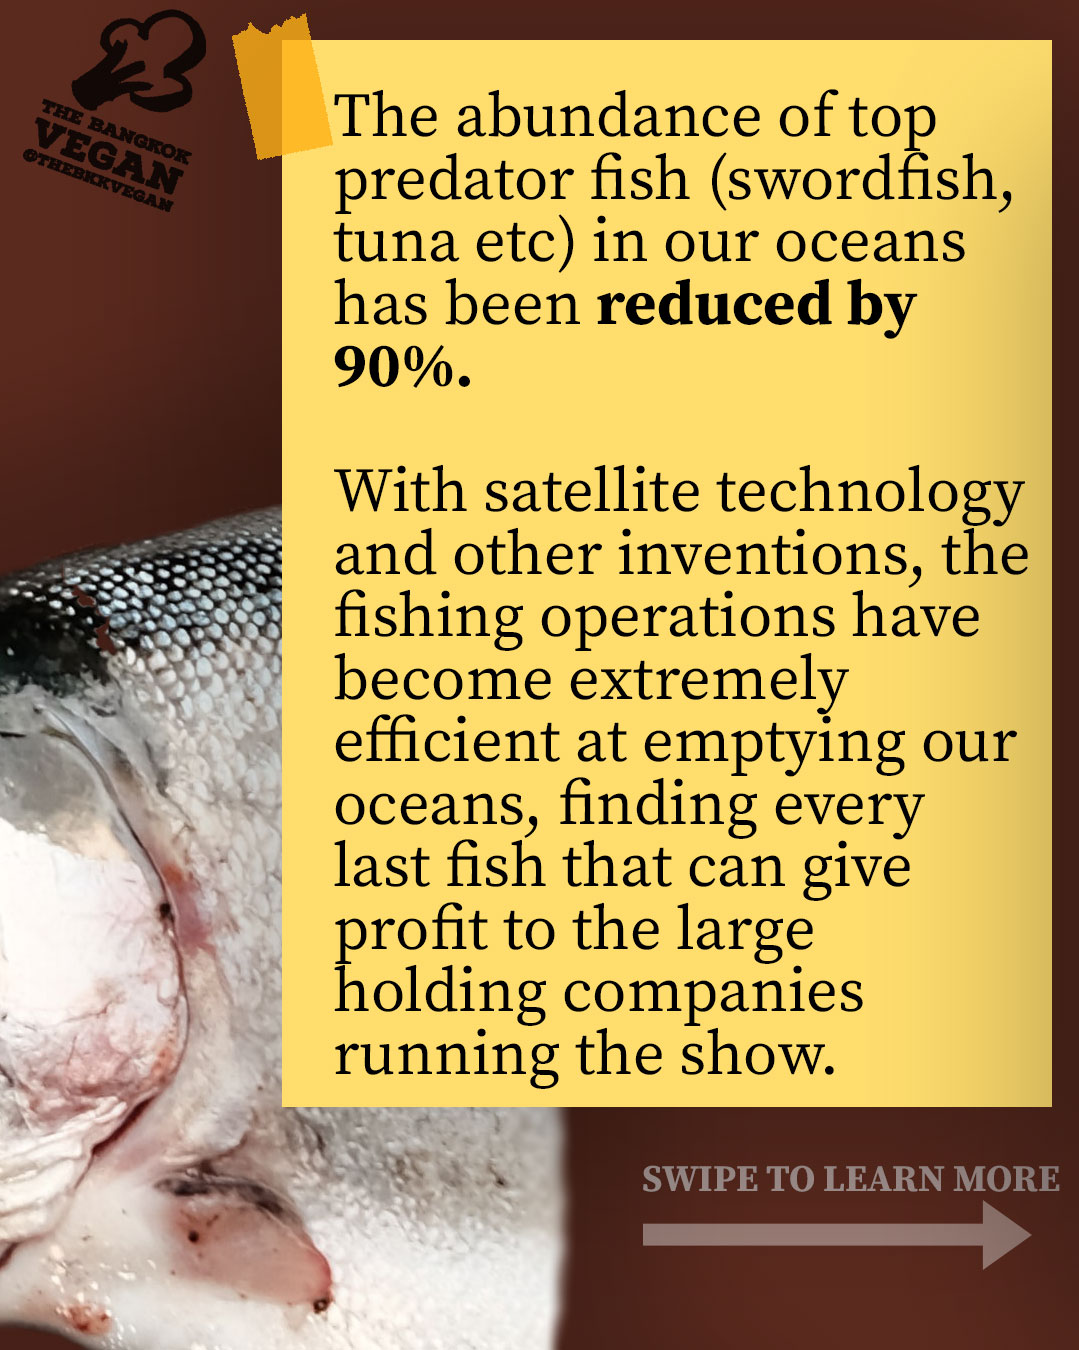 THE BANGKOK
VEGAN
@THEBKKVEGAN
The abundance of top
predator fish (swordfish,
tuna etc) in our oceans
has been reduced by
90%.
With satellite technology
and other inventions, the
fishing operations have
become extremely
efficient at emptying our
oceans, finding every
last fish that can give
profit to the large
holding companies
running the show.
SWIPE TO LEARN MORE